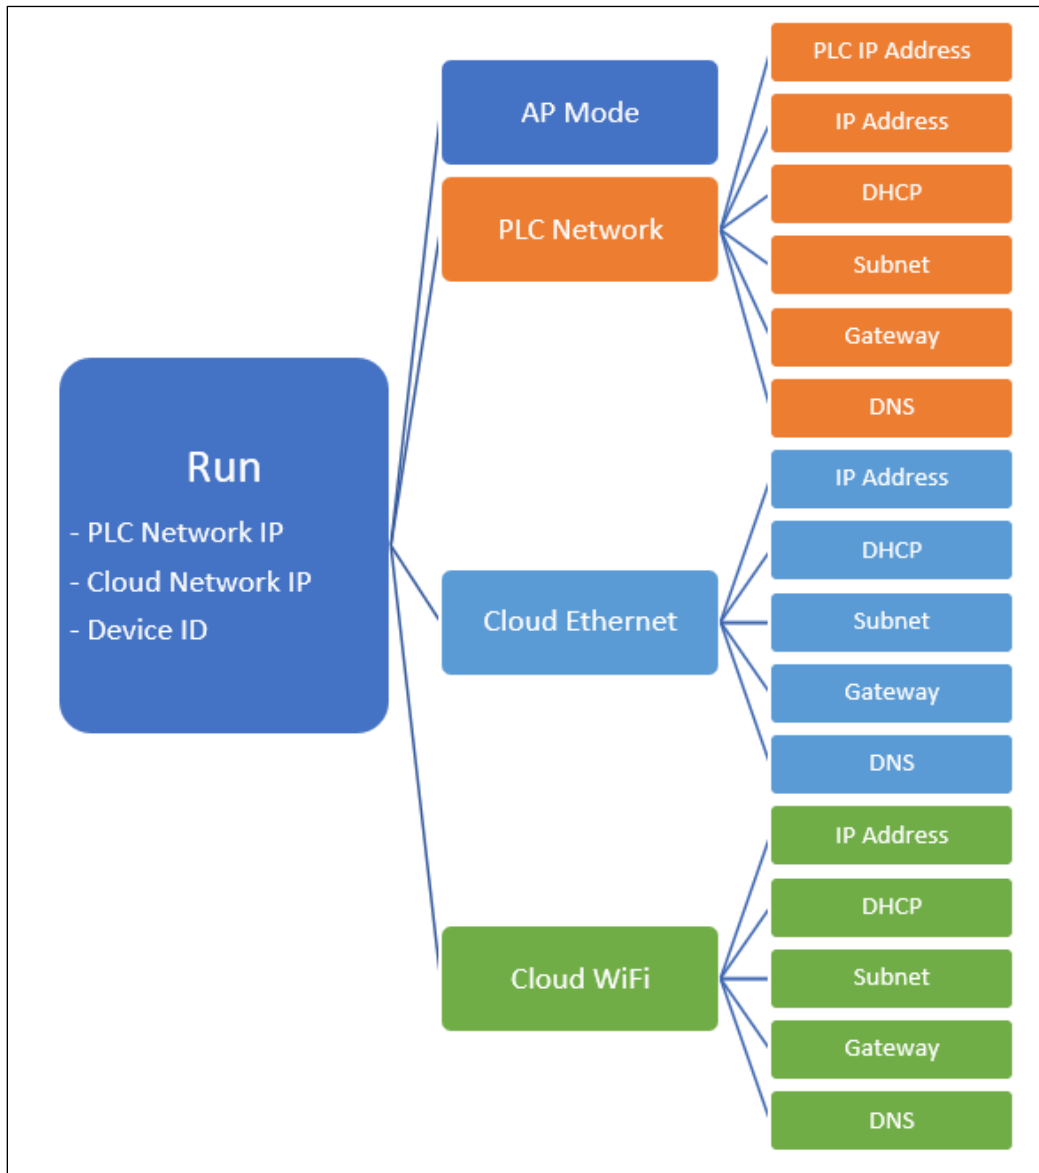 Run
- PLC Network IP
- Cloud Network IP
- Device ID
AP Mode
PLC Network
PLC IP Address
IP Address
DHCP
Subnet
Gateway
DNS
Cloud Ethernet
IP Address
DHCP
Subnet
Gateway
DNS
Cloud WiFi
IP Address
DHCP
Subnet
Gateway
DNS